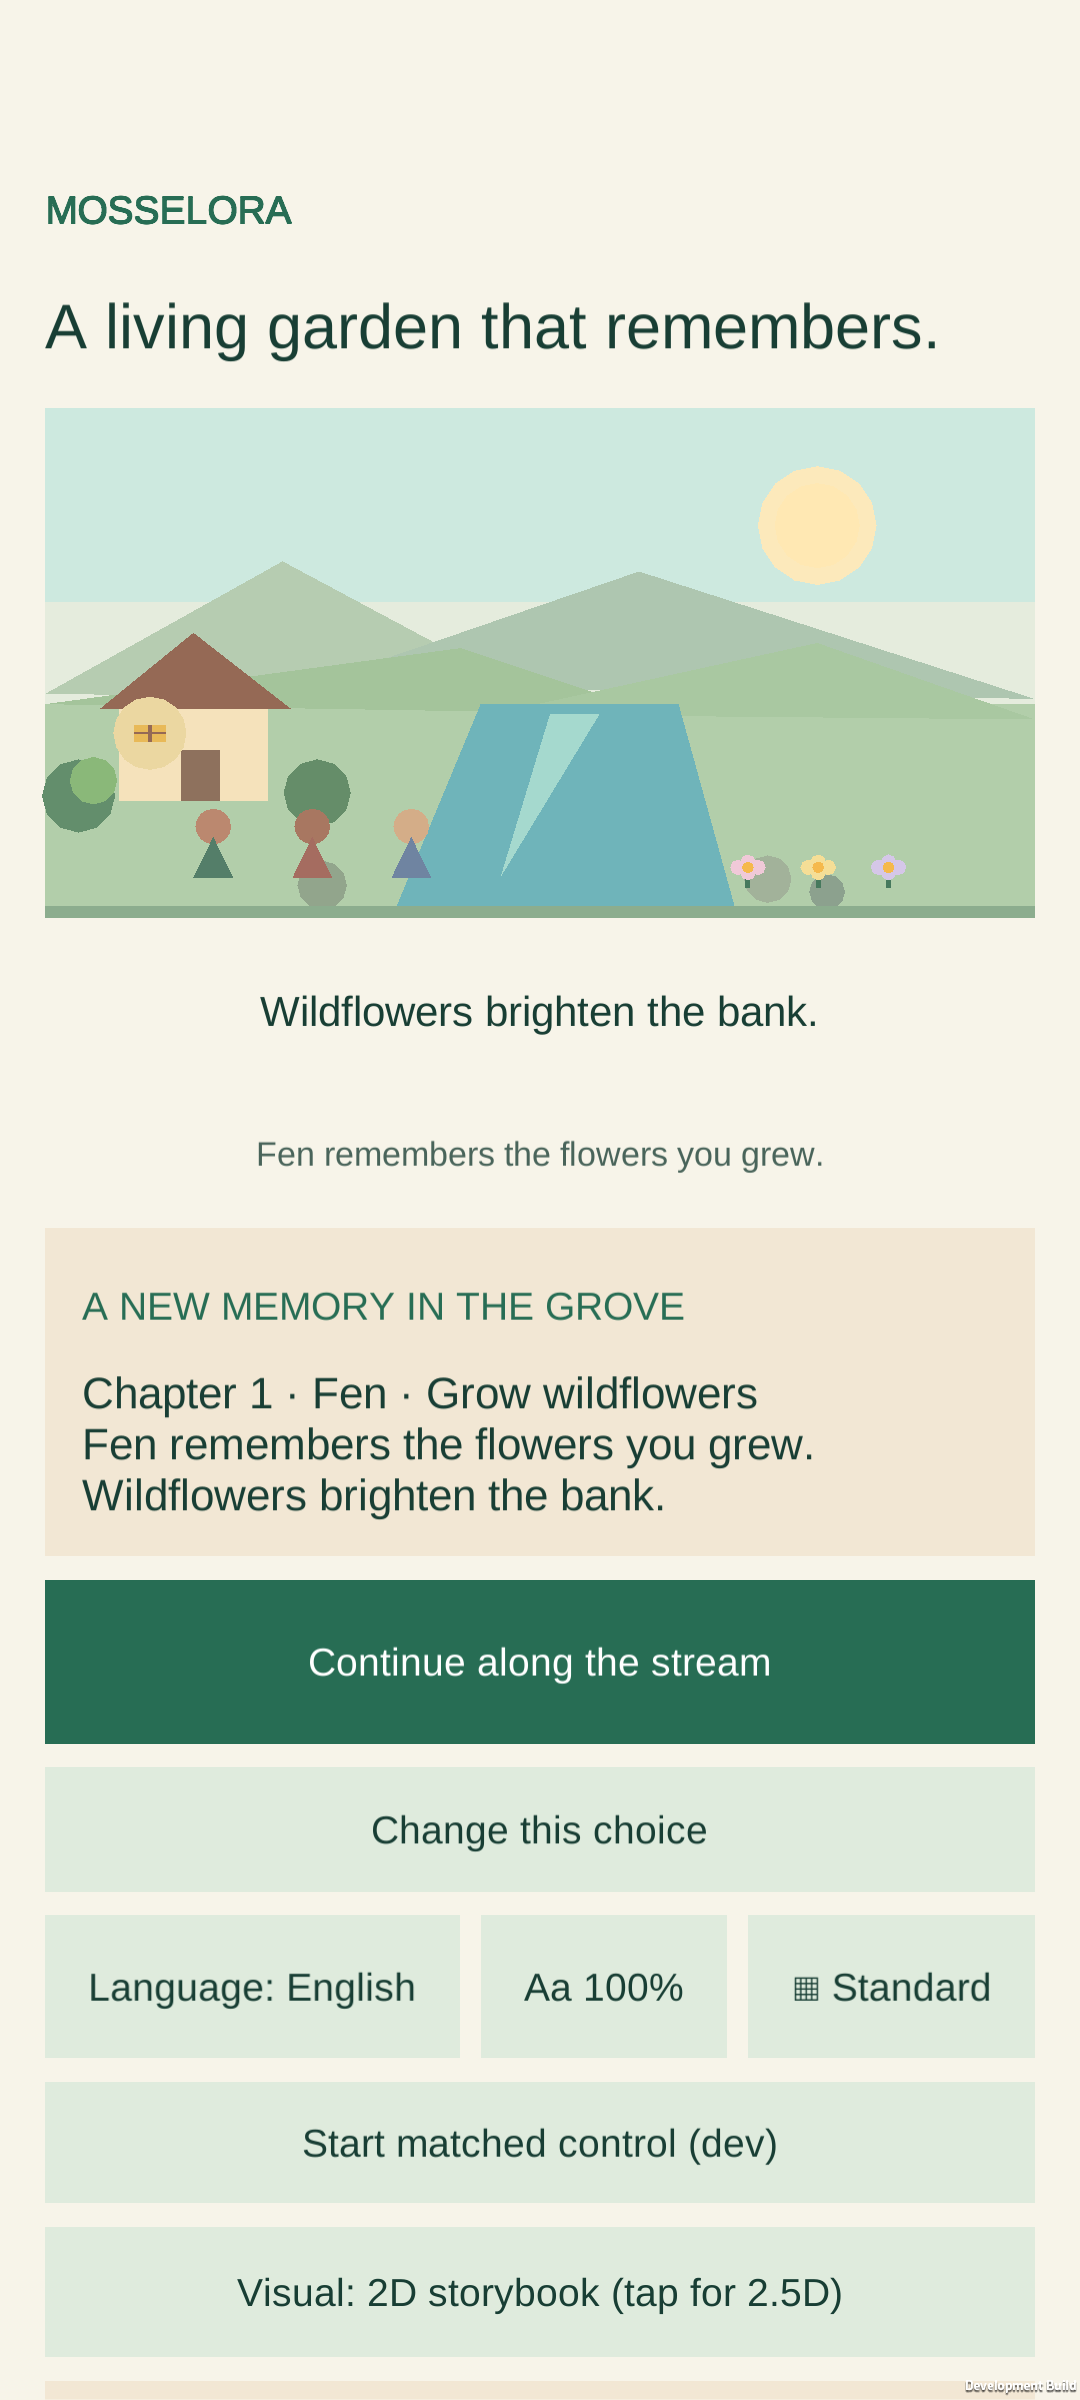 MOSSELORA
A living garden that remembers.
Wildflowers brighten the bank.
Fen remembers the flowers you grew.
A NEW MEMORY IN THE GROVE
Chapter 1 · Fen · Grow wildflowers
Fen remembers the flowers you grew.
Wildflowers brighten the bank.
Continue along the stream
Change this choice
Language: English
Aa 100%
▦ Standard
Start matched control (dev)
Visual: 2D storybook (tap for 2.5D)
Development Build